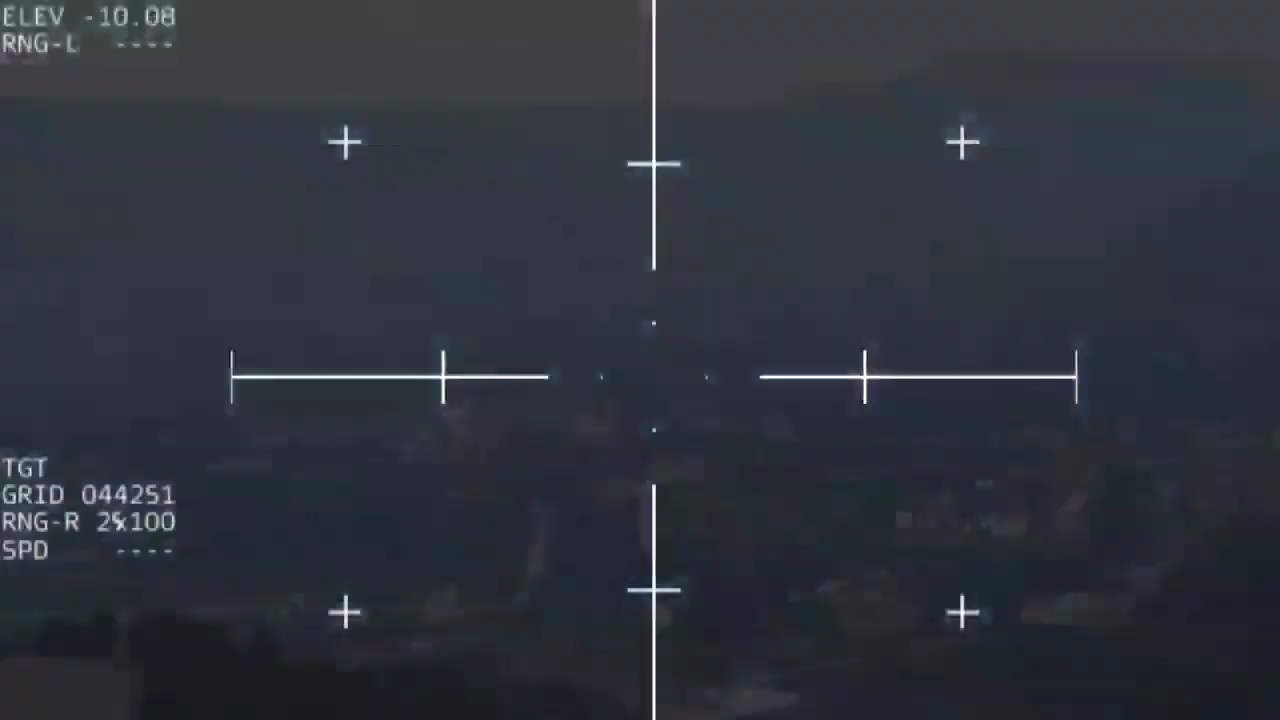 ELEV -10.08
RNG-L ----
TGT
GRID 044251
RNG-R
SPD ----